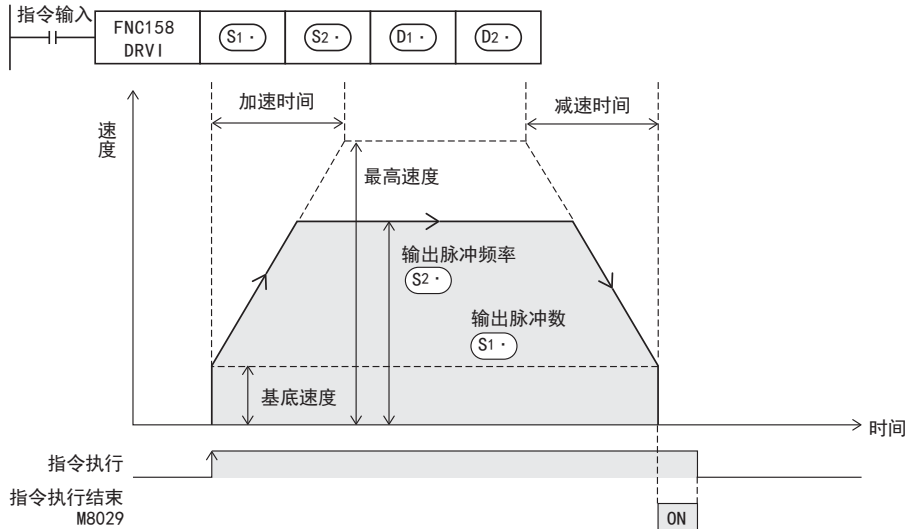 指令输入
FNC158
DRVI
S1·
S2·
D1·
D2·
加速时间
减速时间
速度
最高速度
输出脉冲频率
S2·
输出脉冲数
S1·
基底速度
时间
指令执行
指令执行结束
M8029
ON